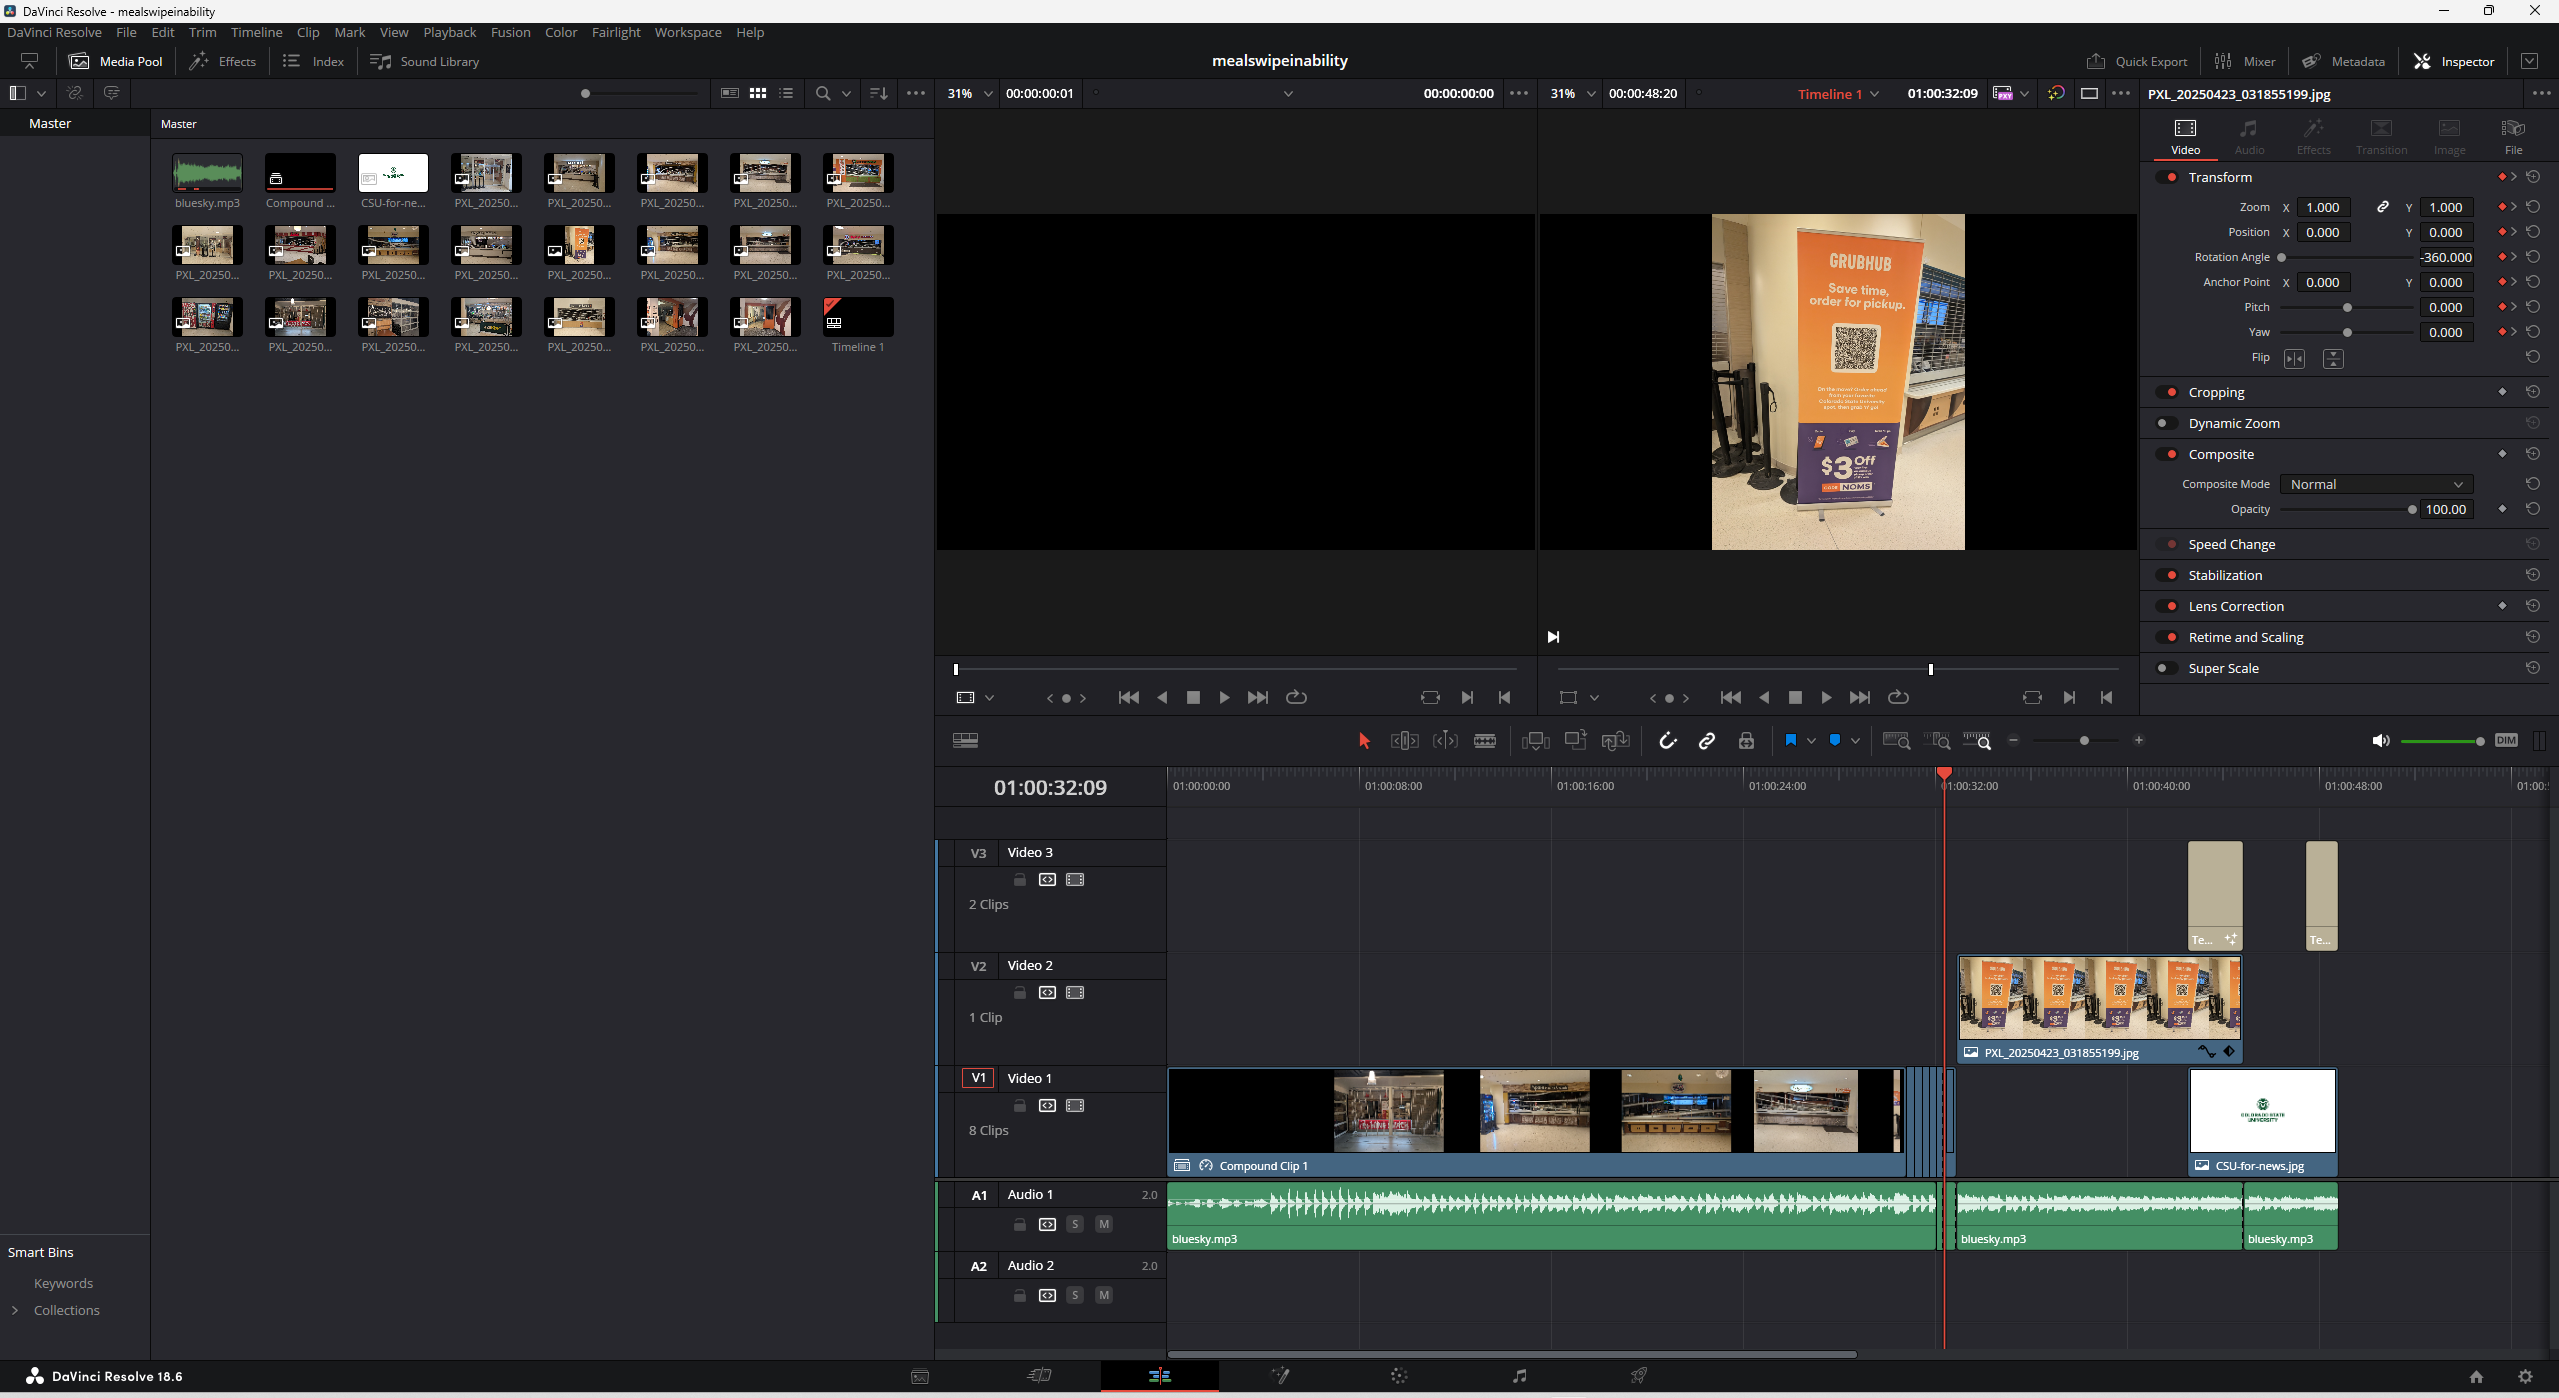 DaVinci Resolve - mealswipeinability
DaVinci Resolve File Edit Trim Timeline Clip Mark View Playback Fusion Color Fairlight Workspace Help
Media Pool Effects Index Sound Library mealswipeinability Quick Export Mixer Metadata Inspector
31% 00:00:00:01 00:00:00:00 31% 00:00:48:20 Timeline 1 01:00:32:09 PXL_20250423_031855199.jpg
Master Master
Video Audio Effects Transition Image File
bluesky.mp3 Compound ... CSU-for-ne... PXL_20250... PXL_20250... PXL_20250... PXL_20250... PXL_20250...
PXL_20250... PXL_20250... PXL_20250... PXL_20250... PXL_20250... PXL_20250... PXL_20250... PXL_20250...
PXL_20250... PXL_20250... PXL_20250... PXL_20250... PXL_20250... PXL_20250... PXL_20250... Timeline 1
GRUBHUB
Save time,
order for pickup.
$3 Off
CODE NOMS
Transform
Zoom X 1.000 Y 1.000
Position X 0.000 Y 0.000
Rotation Angle -360.000
Anchor Point X 0.000 Y 0.000
Pitch 0.000
Yaw 0.000
Flip
Cropping
Dynamic Zoom
Composite
Composite Mode Normal
Opacity 100.00
Speed Change
Stabilization
Lens Correction
Retime and Scaling
Super Scale
DIM
01:00:32:09 01:00:00:00 01:00:08:00 01:00:16:00 01:00:24:00 01:00:32:00 01:00:40:00 01:00:48:00 01:00:
V3 Video 3
2 Clips
Te... Te...
V2 Video 2
1 Clip
PXL_20250423_031855199.jpg
V1 Video 1
8 Clips
COLORADO STATE
UNIVERSITY
Compound Clip 1 CSU-for-news.jpg
A1 Audio 1 2.0
S M
bluesky.mp3 bluesky.mp3 bluesky.mp3
A2 Audio 2 2.0
S M
Smart Bins
Keywords
Collections
DaVinci Resolve 18.6